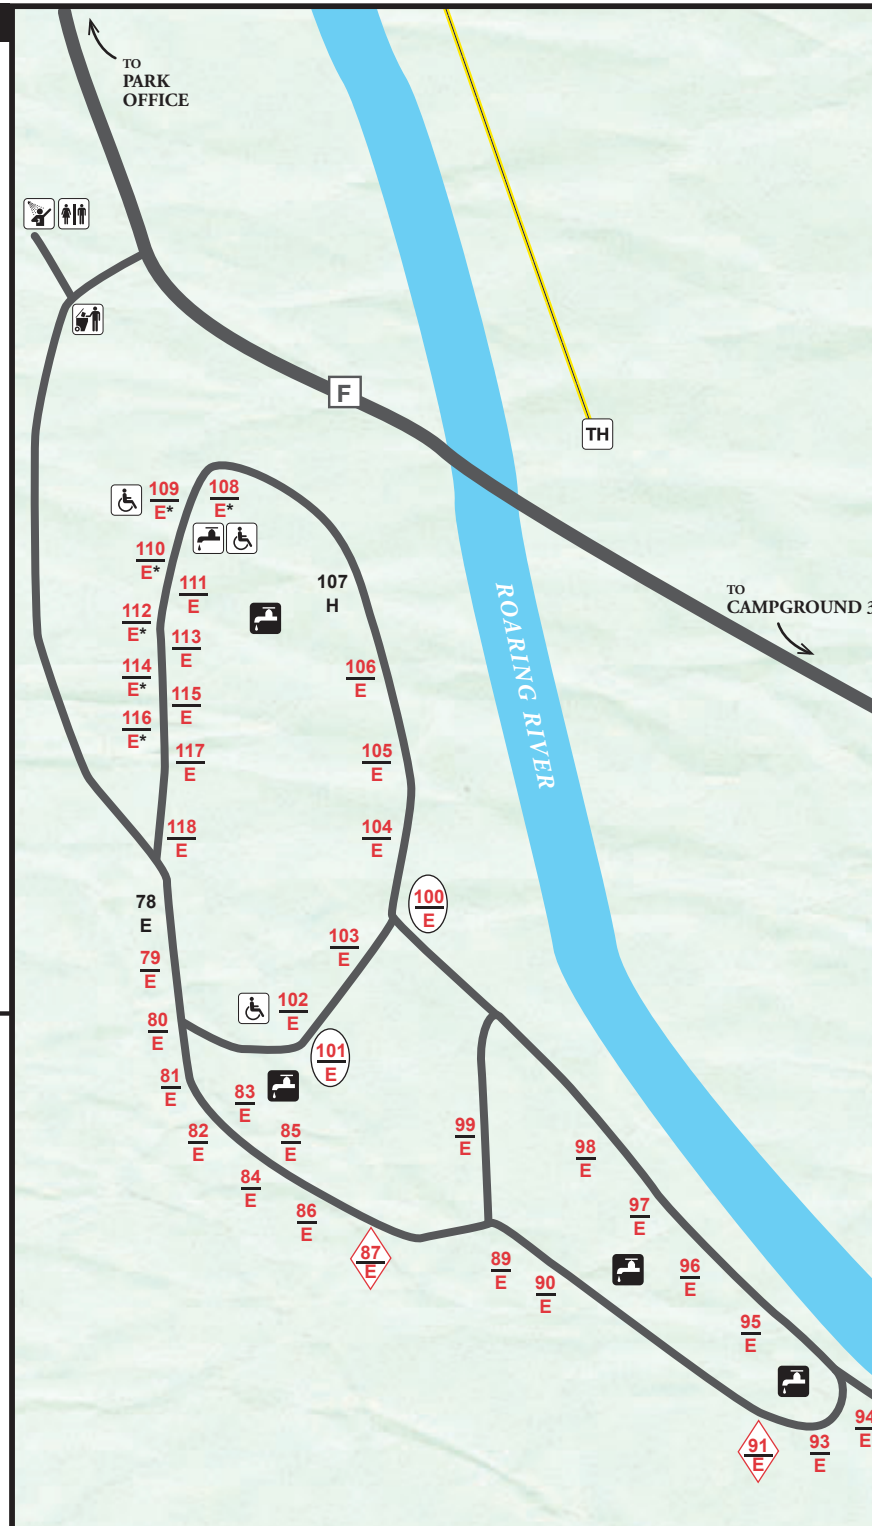 TO
PARK
OFFICE
F
TH
109
E*
108
E*
110
E*
111
E
107
H
TO
CAMPGROUND 3
112
E*
113
E
114
E*
106
E
115
E
116
E*
117
E
105
E
ROARING RIVER
118
E
104
E
78
E
100
E
103
E
79
E
102
E
80
E
101
E
81
E
83
E
82
E
85
E
99
E
98
E
84
E
86
E
97
E
87
E
89
E
90
E
96
E
95
E
94
E
91
E
93
E